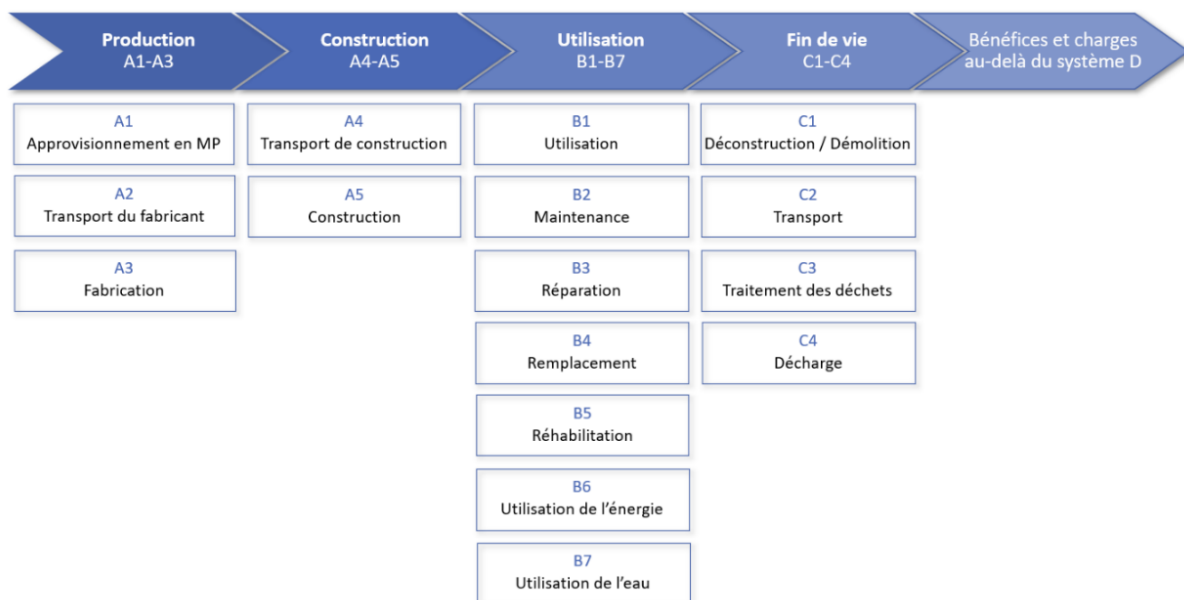 Production
A1-A3
Construction
A4-A5
Utilisation
B1-B7
Fin de vie
C1-C4
Bénéfices et charges
au-delà du système D
A1
Approvisionnement en MP
A2
Transport du fabricant
A3
Fabrication
A4
Transport de construction
A5
Construction
B1
Utilisation
B2
Maintenance
B3
Réparation
B4
Remplacement
B5
Réhabilitation
B6
Utilisation de l'énergie
B7
Utilisation de l'eau
C1
Déconstruction / Démolition
C2
Transport
C3
Traitement des déchets
C4
Décharge